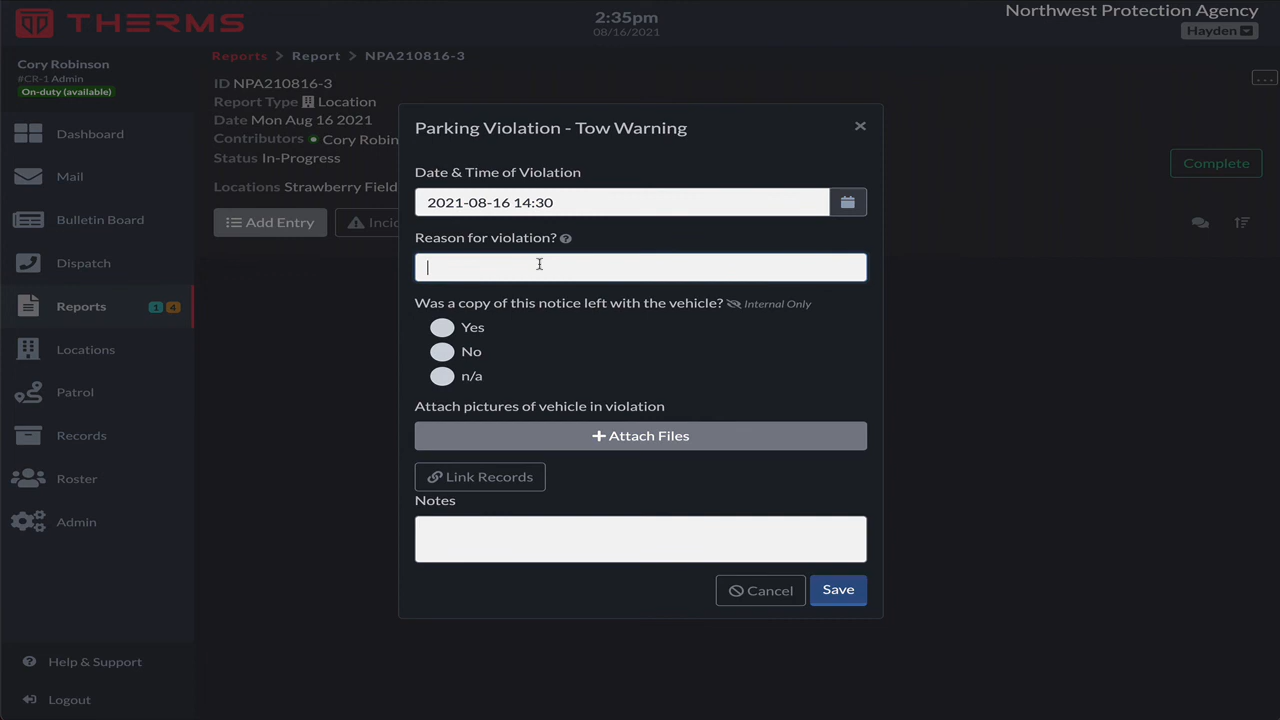 THERMS
2:35pm
08/16/2021
Northwest Protection Agency
Hayden
Cory Robinson
#CR-1 Admin
On-duty (available)
Dashboard
Mail
Bulletin Board
Dispatch
Reports 1 4
Locations
Patrol
Records
Roster
Admin
Help & Support
Logout
Reports > Report > NPA210816-3
ID NPA210816-3
Report Type Location
Date Mon Aug 16 2021
Contributors Cory Robin
Status In-Progress
Locations Strawberry Field
Add Entry Incid
...
Complete
Parking Violation - Tow Warning ×
Date & Time of Violation
2021-08-16 14:30
Reason for violation? ?
Was a copy of this notice left with the vehicle? Internal Only
Yes
No
n/a
Attach pictures of vehicle in violation
+ Attach Files
Link Records
Notes
Cancel Save